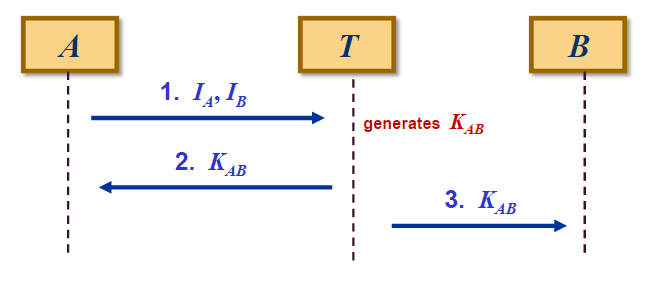 A
T
B
1. I_A, I_B
generates K_AB
2. K_AB
3. K_AB